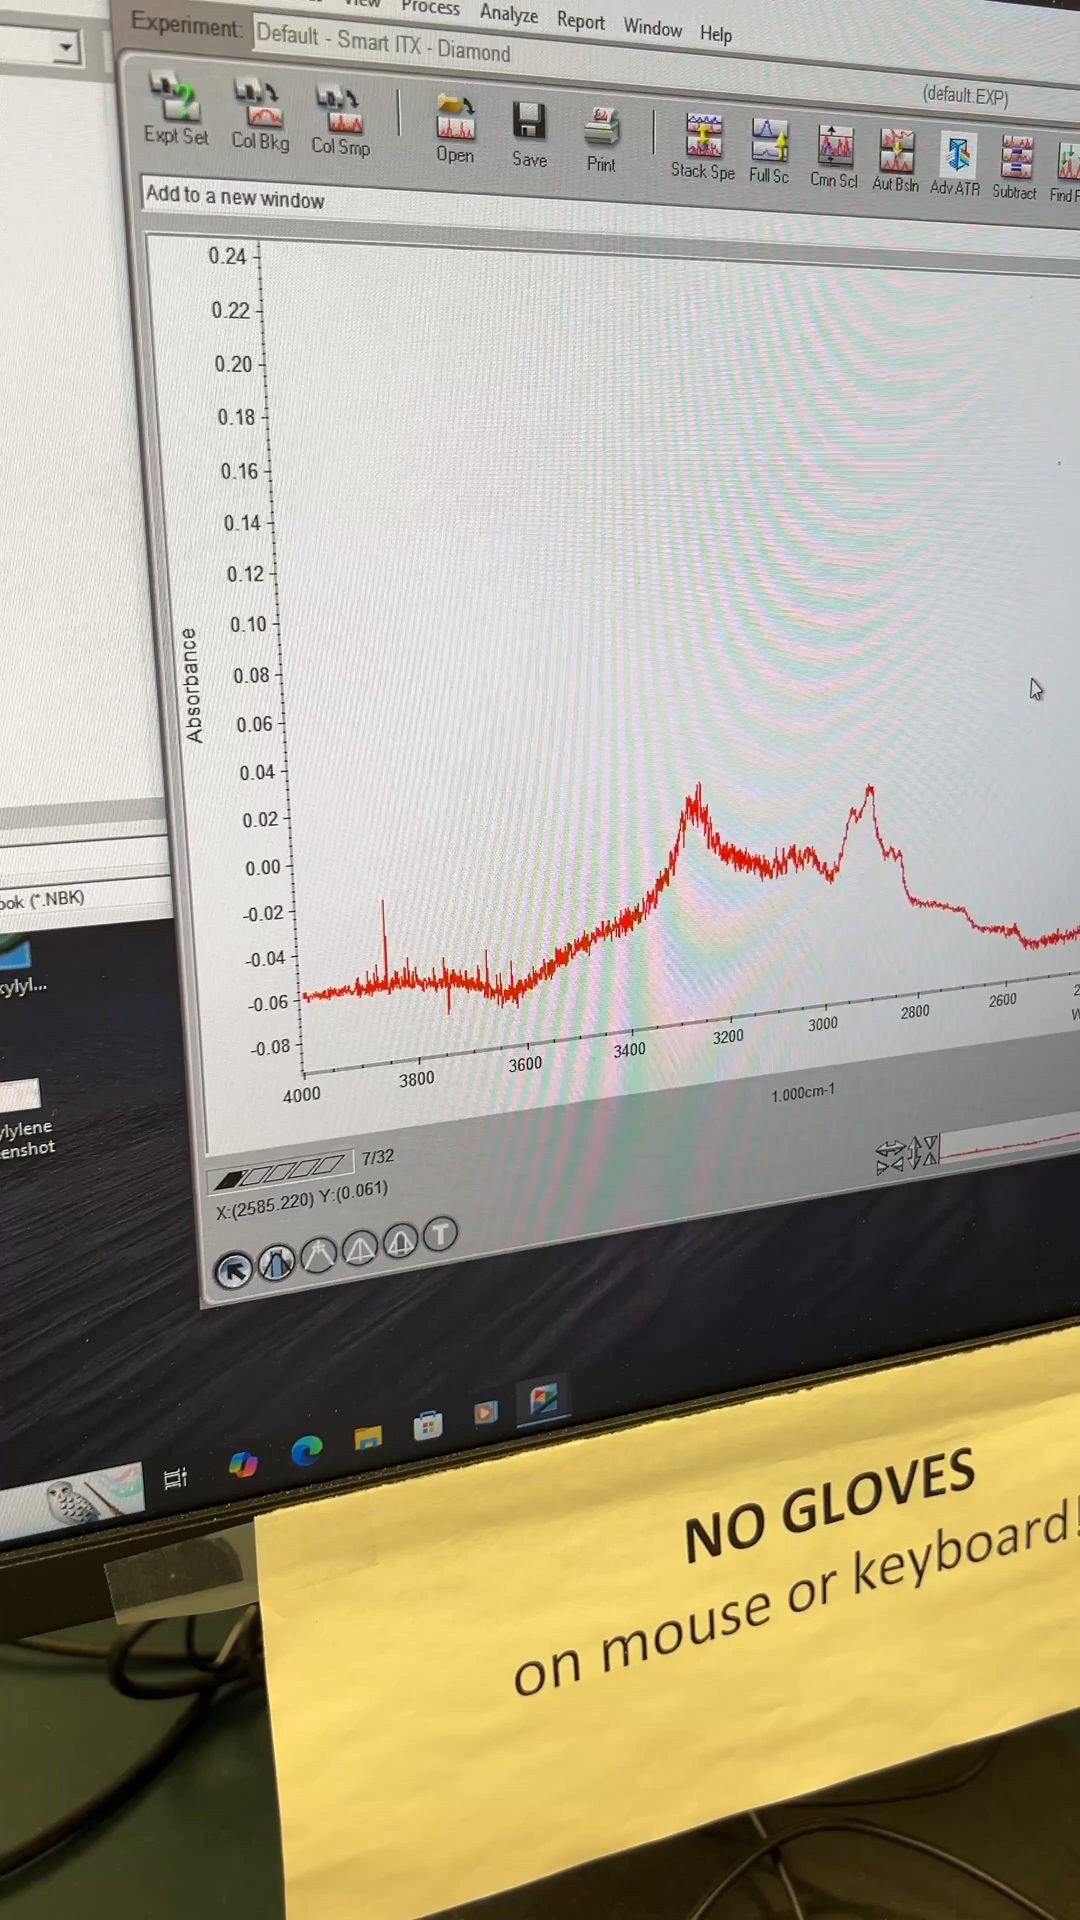 Process Analyze Report Window Help
Experiment: Default - Smart ITX - Diamond
(default.EXP)
Expt Set Col Bkg Col Smp Open Save Print Stack Spe Full Sc Cmn Scl Aut Bsln Adv ATR Subtract Find
Add to a new window
0.24
0.22
0.20
0.18
0.16
0.14
0.12
0.10
0.08
0.06
0.04
0.02
0.00
-0.02
-0.04
-0.06
-0.08
Absorbance
4000 3800 3600 3400 3200 3000 2800 2600
1.000cm-1
7/32
X:(2585.220) Y:(0.061)
ook (*.NBK)
xylyl...
ylylene
enshot
T
NO GLOVES
on mouse or keyboard!